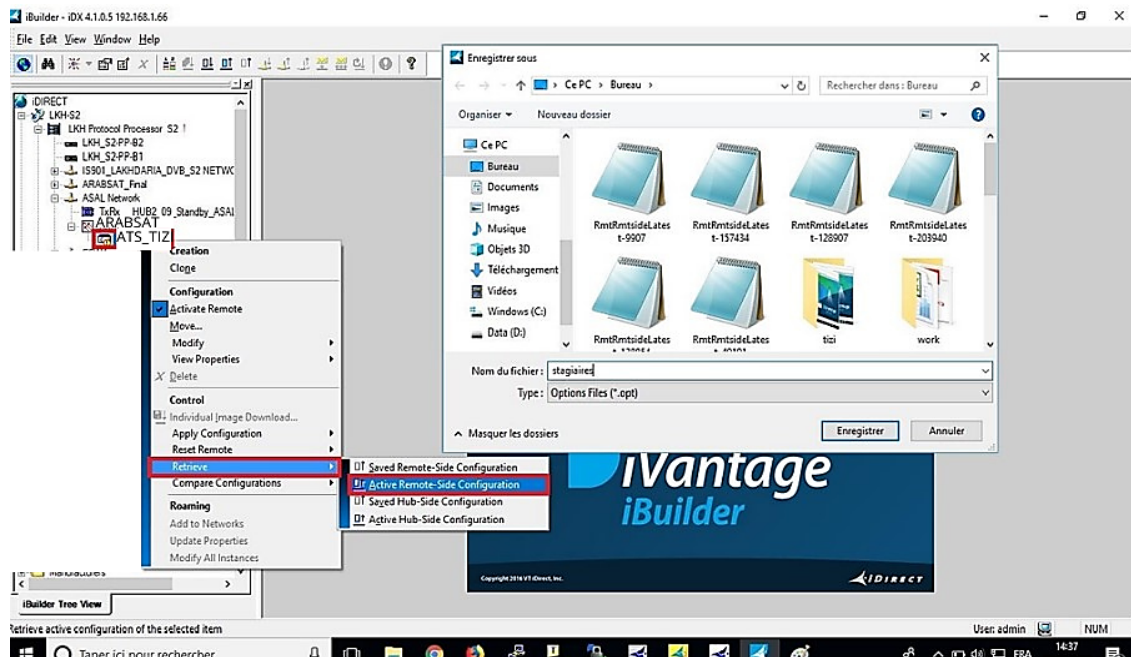 iBuilder - iDX 4.1.0.5 192.168.1.66
File Edit View Window Help
iDIRECT
LKH-S2
LKH Protocol Processor S2 !
LKH_S2-PP-B2
LKH_S2-PP-B1
IS901_LAKHDARIA_DVB_S2 NETWC
ARABSAT_Final
ASAL Network
TxRx HUB2 09_Standby_ASAL
ARABSAT
ATS_TIZ
Creation
Clone
Configuration
Activate Remote
Move...
Modify
View Properties
Delete
Control
Individual Image Download...
Apply Configuration
Reset Remote
Retrieve
Compare Configurations
Roaming
Add to Networks
Update Properties
Modify All Instances
Saved Remote-Side Configuration
Active Remote-Side Configuration
Saved Hub-Side Configuration
Active Hub-Side Configuration
Enregistrer sous
Ce PC > Bureau >
Rechercher dans : Bureau
Organiser
Nouveau dossier
Ce PC
Bureau
Documents
Images
Musique
Objets 3D
Téléchargement
Vidéos
Windows (C:)
Data (D:)
RmtRmtsideLates
t-9907
RmtRmtsideLates
t-157434
RmtRmtsideLates
t-128907
RmtRmtsideLates
t-203940
RmtRmtsideLates
RmtRmtsideLates
tizi
work
Nom du fichier : stagiaires
Type : Options Files (*.opt)
Masquer les dossiers
Enregistrer
Annuler
iVantage
iBuilder
Copyright 2016 VT iDirect, Inc.
iDIRECT
Manufacturers
iBuilder Tree View
Retrieve active configuration of the selected item
User: admin
NUM
Taper ici pour rechercher
FRA
14:37